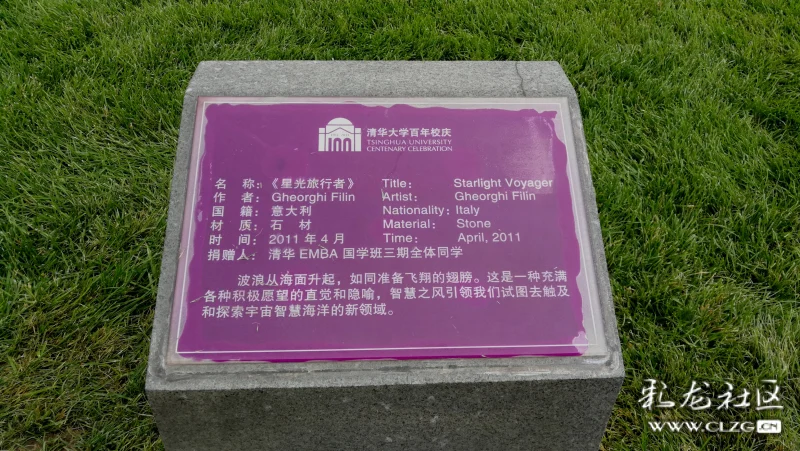 清华大学百年校庆
TSINGHUA UNIVERSITY
CENTENARY CELEBRATION
名 称：《星光旅行者》 Title： Starlight Voyager
作 者：Gheorghi Filin Artist： Gheorghi Filin
国 籍：意大利 Nationality：Italy
材 质：石 材 Material： Stone
时 间：2011 年 4 月 Time： April, 2011
捐赠人：清华 EMBA 国学班三期全体同学
波浪从海面升起，如同准备飞翔的翅膀。这是一种充满
各种积极愿望的直觉和隐喻，智慧之风引领我们试图去触及
和探索宇宙智慧海洋的新领域。
彩龙社区
WWW.CLZG.CN